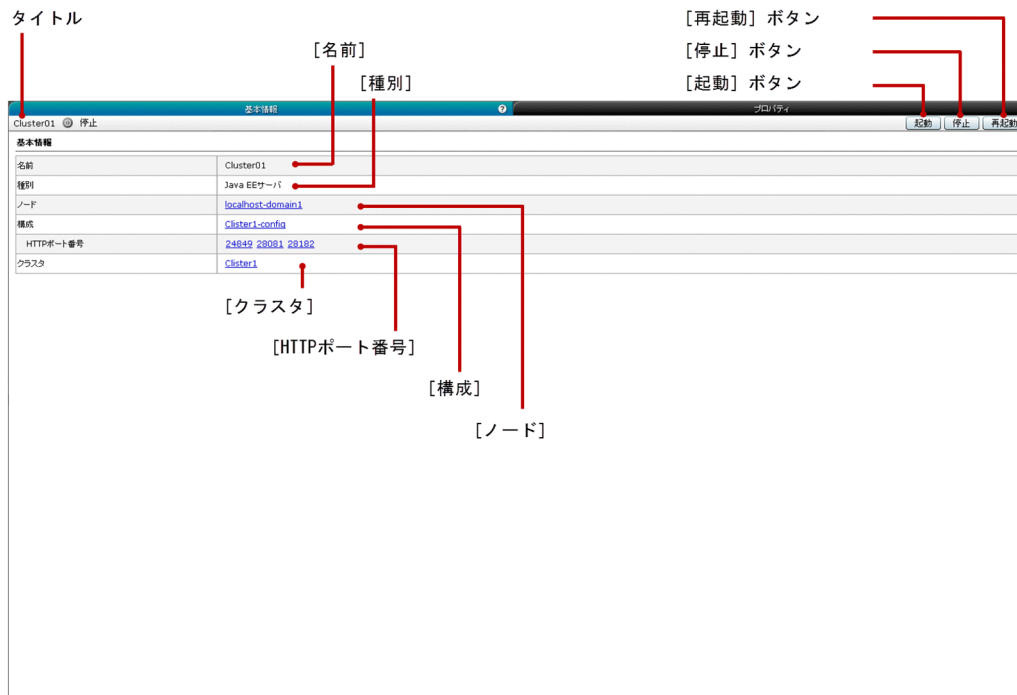 タイトル
［再起動］ボタン
［名前］
［停止］ボタン
［種別］
［起動］ボタン
基本情報 ?
プロパティ
Cluster01 停止
起動 停止 再起動
基本情報
名前 Cluster01
種別 Java EEサーバ
ノード localhost-domain1
構成 Clister1-config
HTTPポート番号 24849 28081 28182
クラスタ Clister1
［クラスタ］
［HTTPポート番号］
［構成］
［ノード］